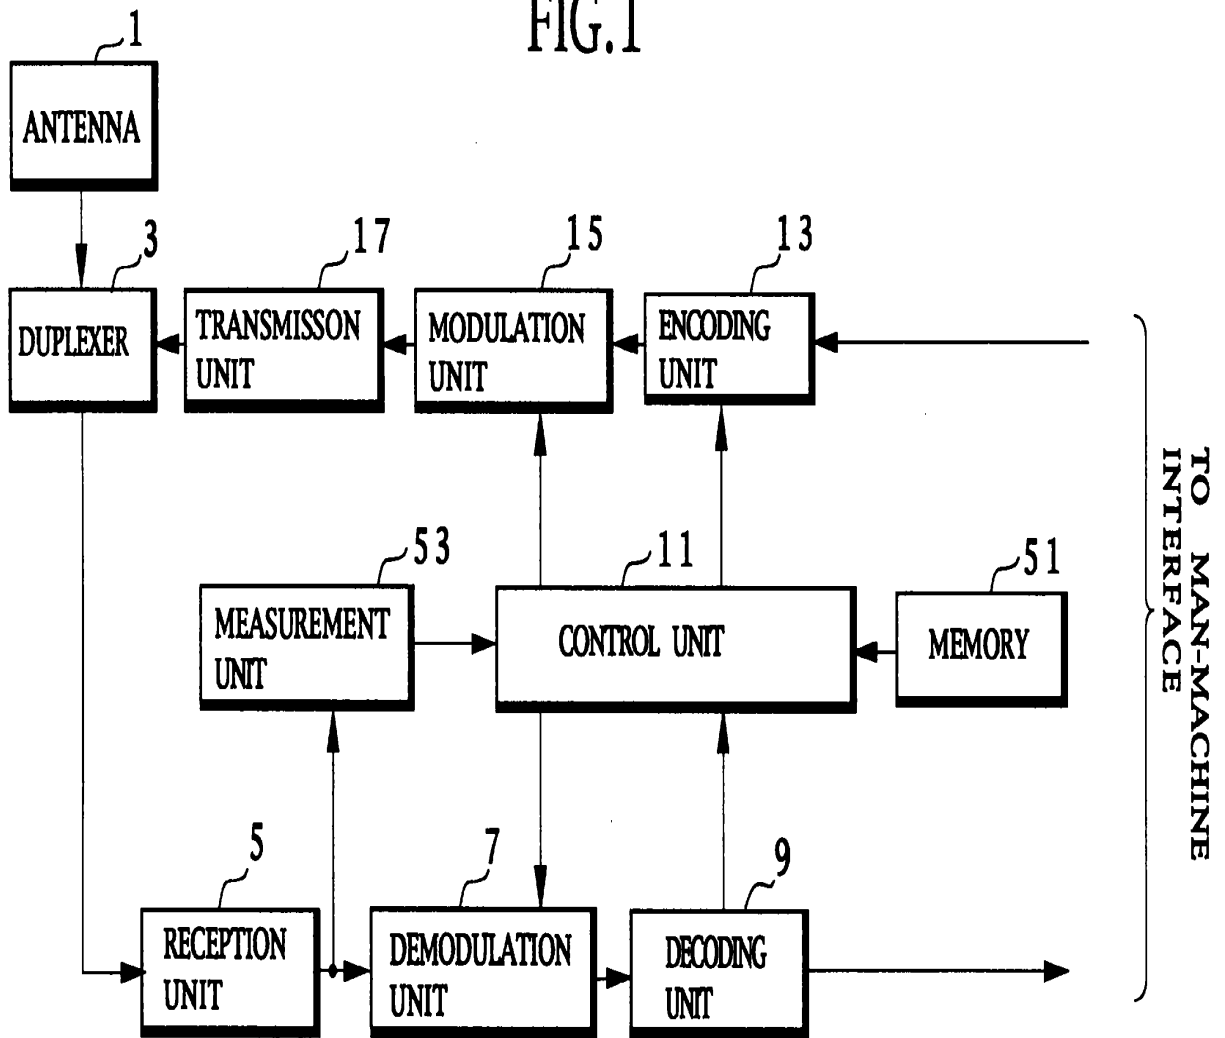 FIG.1
1
ANTENNA
3
DUPLEXER
17
TRANSMISSON
UNIT
15
MODULATION
UNIT
13
ENCODING
UNIT
53
MEASUREMENT
UNIT
11
CONTROL UNIT
51
MEMORY
5
RECEPTION
UNIT
7
DEMODULATION
UNIT
9
DECODING
UNIT
TO MAN-MACHINE
INTERFACE